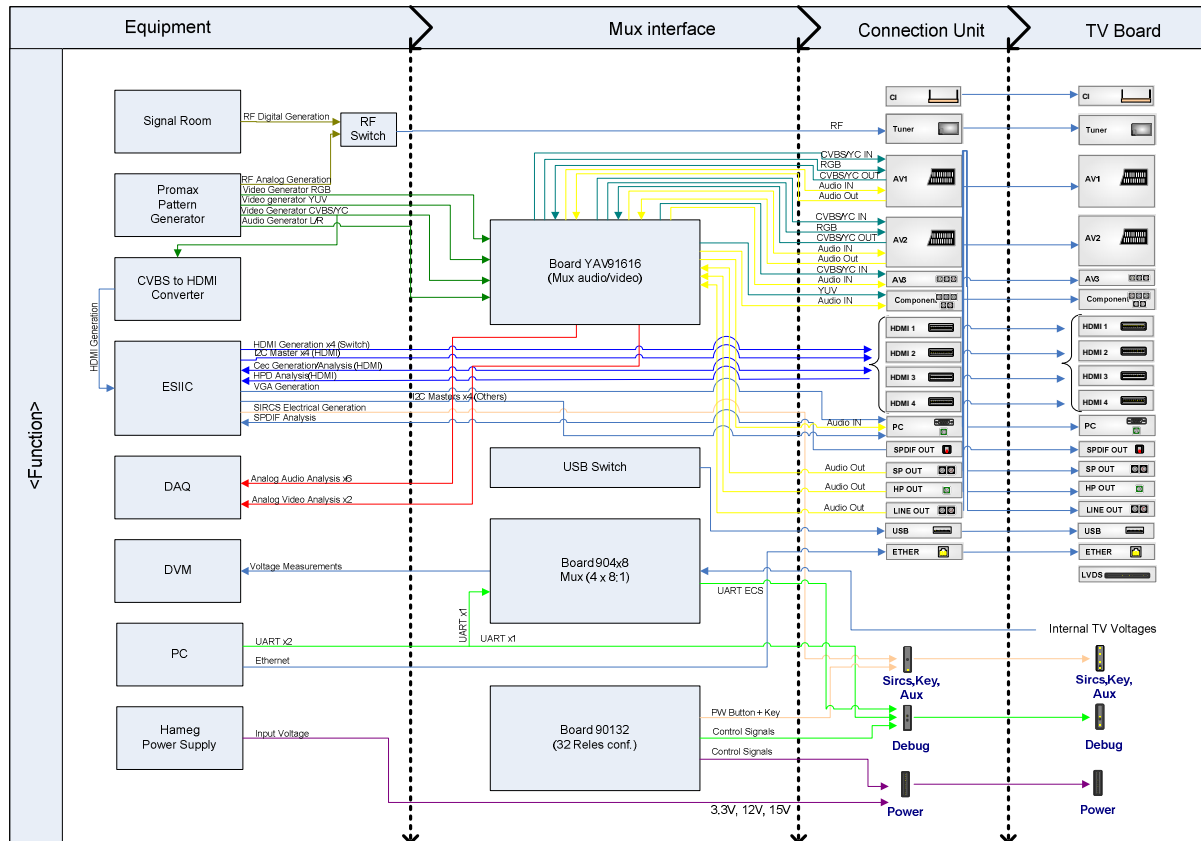 Equipment
Mux interface
Connection Unit
TV Board
<Function>
Signal Room
RF Digital Generation
RF
Switch
RF
Promax
Pattern
Generator
RF Analog Generation
Video Generator RGB
Video generator YUV
Video Generator CVBS/YC
Audio Generator L/R
CVBS to HDMI
Converter
HDMI Generation
ESIIC
HDMI Generation x4 (Switch)
I2C Master x4 (HDMI)
Cec Generation/Analysis (HDMI)
HPD Analysis(HDMI)
VGA Generation
I2C Masters x4 (Others)
SIRCS Electrical Generation
SPDIF Analysis
DAQ
Analog Audio Analysis x6
Analog Video Analysis x2
DVM
Voltage Measurements
PC
UART x2
Ethernet
UART x1
UART x1
Hameg
Power Supply
Input Voltage
Board YAV91616
(Mux audio/video)
USB Switch
Board 904x8
Mux (4 x 8:1)
UART ECS
Board 90132
(32 Reles conf.)
PW Button + Key
Control Signals
Control Signals
3.3V, 12V, 15V
CVBS/YC IN
RGB
CVBS/YC OUT
Audio IN
Audio Out
CVBS/YC IN
RGB
CVBS/YC OUT
Audio IN
Audio Out
CVBS/YC IN
Audio IN
YUV
Audio IN
Audio IN
Audio Out
Audio Out
Audio Out
CI
Tuner
AV1
AV2
AV3
Component
HDMI 1
HDMI 2
HDMI 3
HDMI 4
PC
SPDIF OUT
SP OUT
HP OUT
LINE OUT
USB
ETHER
Sircs,Key,
Aux
Debug
Power
CI
Tuner
AV1
AV2
AV3
Component
HDMI 1
HDMI 2
HDMI 3
HDMI 4
PC
SPDIF OUT
SP OUT
HP OUT
LINE OUT
USB
ETHER
LVDS
Internal TV Voltages
Sircs,Key,
Aux
Debug
Power